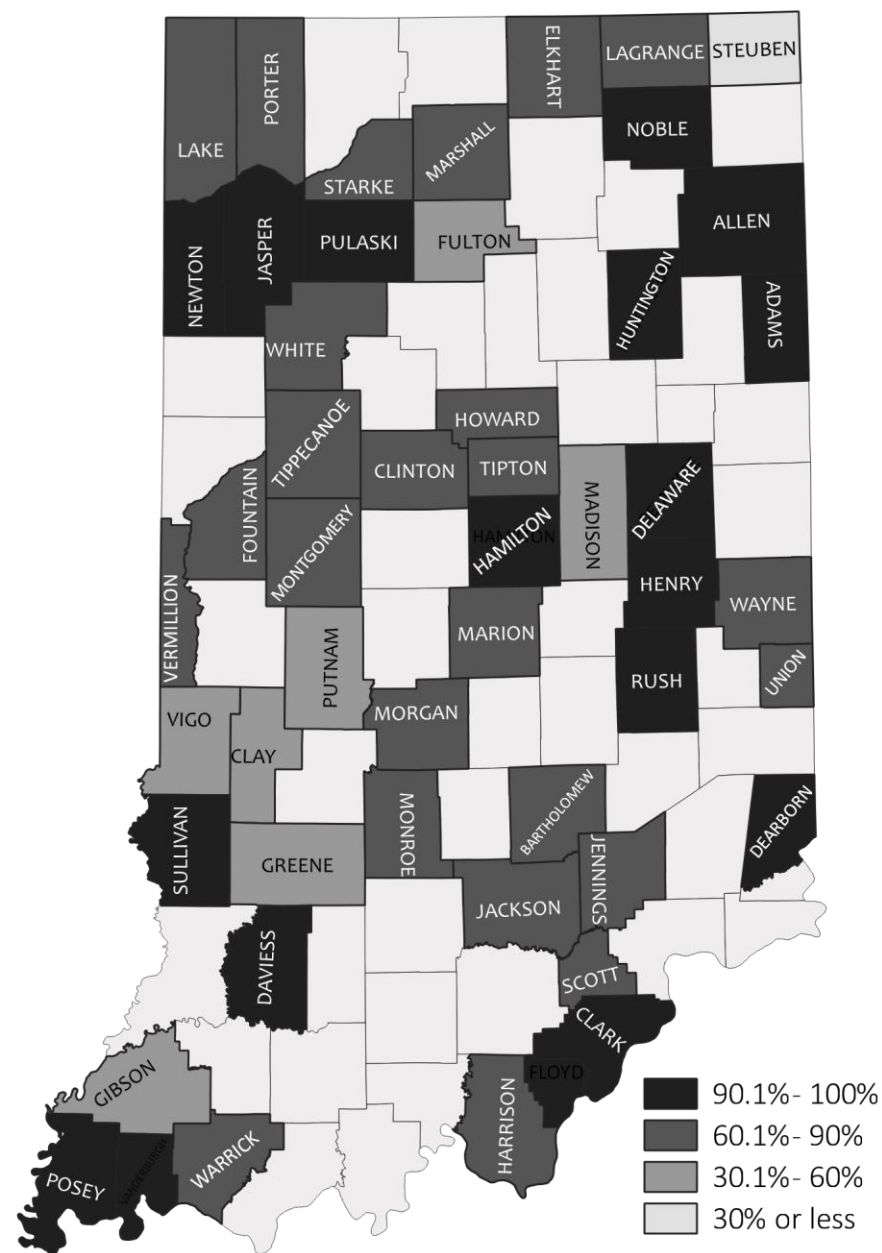 ELKHART
LAGRANGE
STEUBEN
PORTER
LAKE
NOBLE
MARSHALL
STARKE
ALLEN
JASPER
PULASKI
FULTON
NEWTON
HUNTINGTON
ADAMS
WHITE
TIPPECANOE
HOWARD
CLINTON
TIPTON
FOUNTAIN
MADISON
DELAWARE
MONTGOMERY
HAMILTON
HAMILTON
HENRY
WAYNE
VERMILLION
MARION
PUTNAM
RUSH
UNION
VIGO
MORGAN
CLAY
MONROE
BARTHOLOMEW
DEARBORN
SULLIVAN
GREENE
JENNINGS
JACKSON
DAVIESS
SCOTT
CLARK
GIBSON
FLOYD
HARRISON
WARRICK
POSEY
VANDERBURGH
90.1%- 100%
60.1%- 90%
30.1%- 60%
30% or less